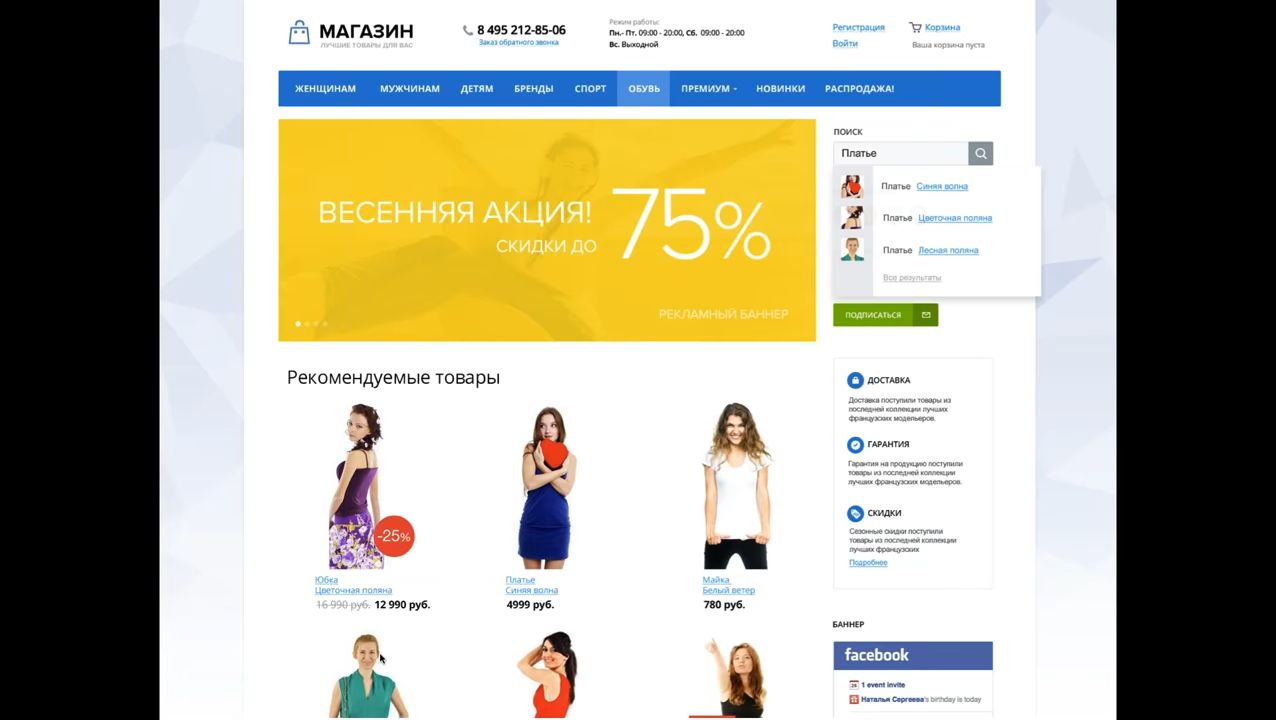 МАГАЗИН
ЛУЧШИЕ ТОВАРЫ ДЛЯ ВАС
8 495 212-85-06
Заказ обратного звонка
Режим работы:
Пн.- Пт. 09:00 - 20:00, Сб. 09:00 - 20:00
Вс. Выходной
Регистрация
Войти
Корзина
Ваша корзина пуста
ЖЕНЩИНАМ МУЖЧИНАМ ДЕТЯМ БРЕНДЫ СПОРТ ОБУВЬ ПРЕМИУМ НОВИНКИ РАСПРОДАЖА!
ВЕСЕННЯЯ АКЦИЯ!
СКИДКИ ДО
75%
РЕКЛАМНЫЙ БАННЕР
ПОИСК
Платье
Платье Синяя волна
Платье Цветочная поляна
Платье Лесная поляна
Все результаты
ПОДПИСАТЬСЯ
Рекомендуемые товары
-25%
Юбка
Цветочная поляна
16 990 руб. 12 990 руб.
Платье
Синяя волна
4999 руб.
Майка
Белый ветер
780 руб.
ДОСТАВКА
Доставка поступили товары из
последней коллекции лучших
французских модельеров.
ГАРАНТИЯ
Гарантия на продукцию поступили
товары из последней коллекции
лучших французских модельеров.
СКИДКИ
Сезонные скидки поступили
товары из последней коллекции
лучших французских
Подробнее
БАННЕР
facebook
1 event invite
Наталья Сергеева's birthday is today